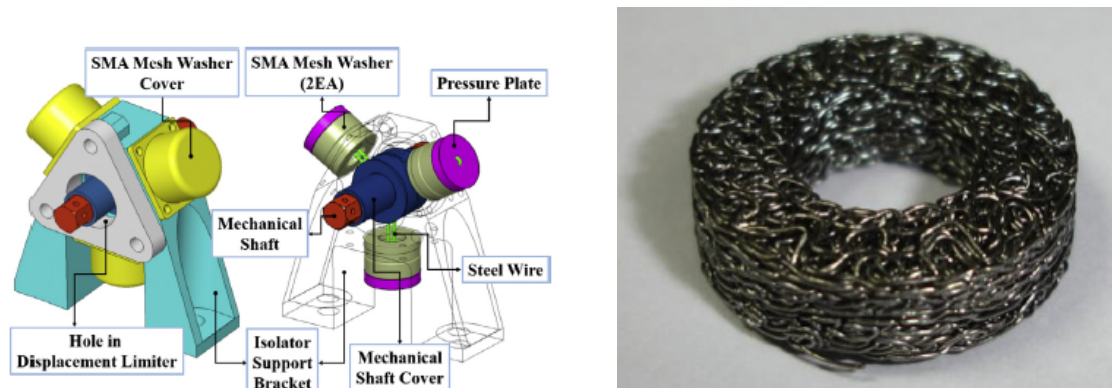 SMA Mesh Washer
Cover
SMA Mesh Washer
(2EA)
Pressure Plate
Mechanical
Shaft
Steel Wire
Hole in
Displacement Limiter
Isolator
Support
Bracket
Mechanical
Shaft Cover